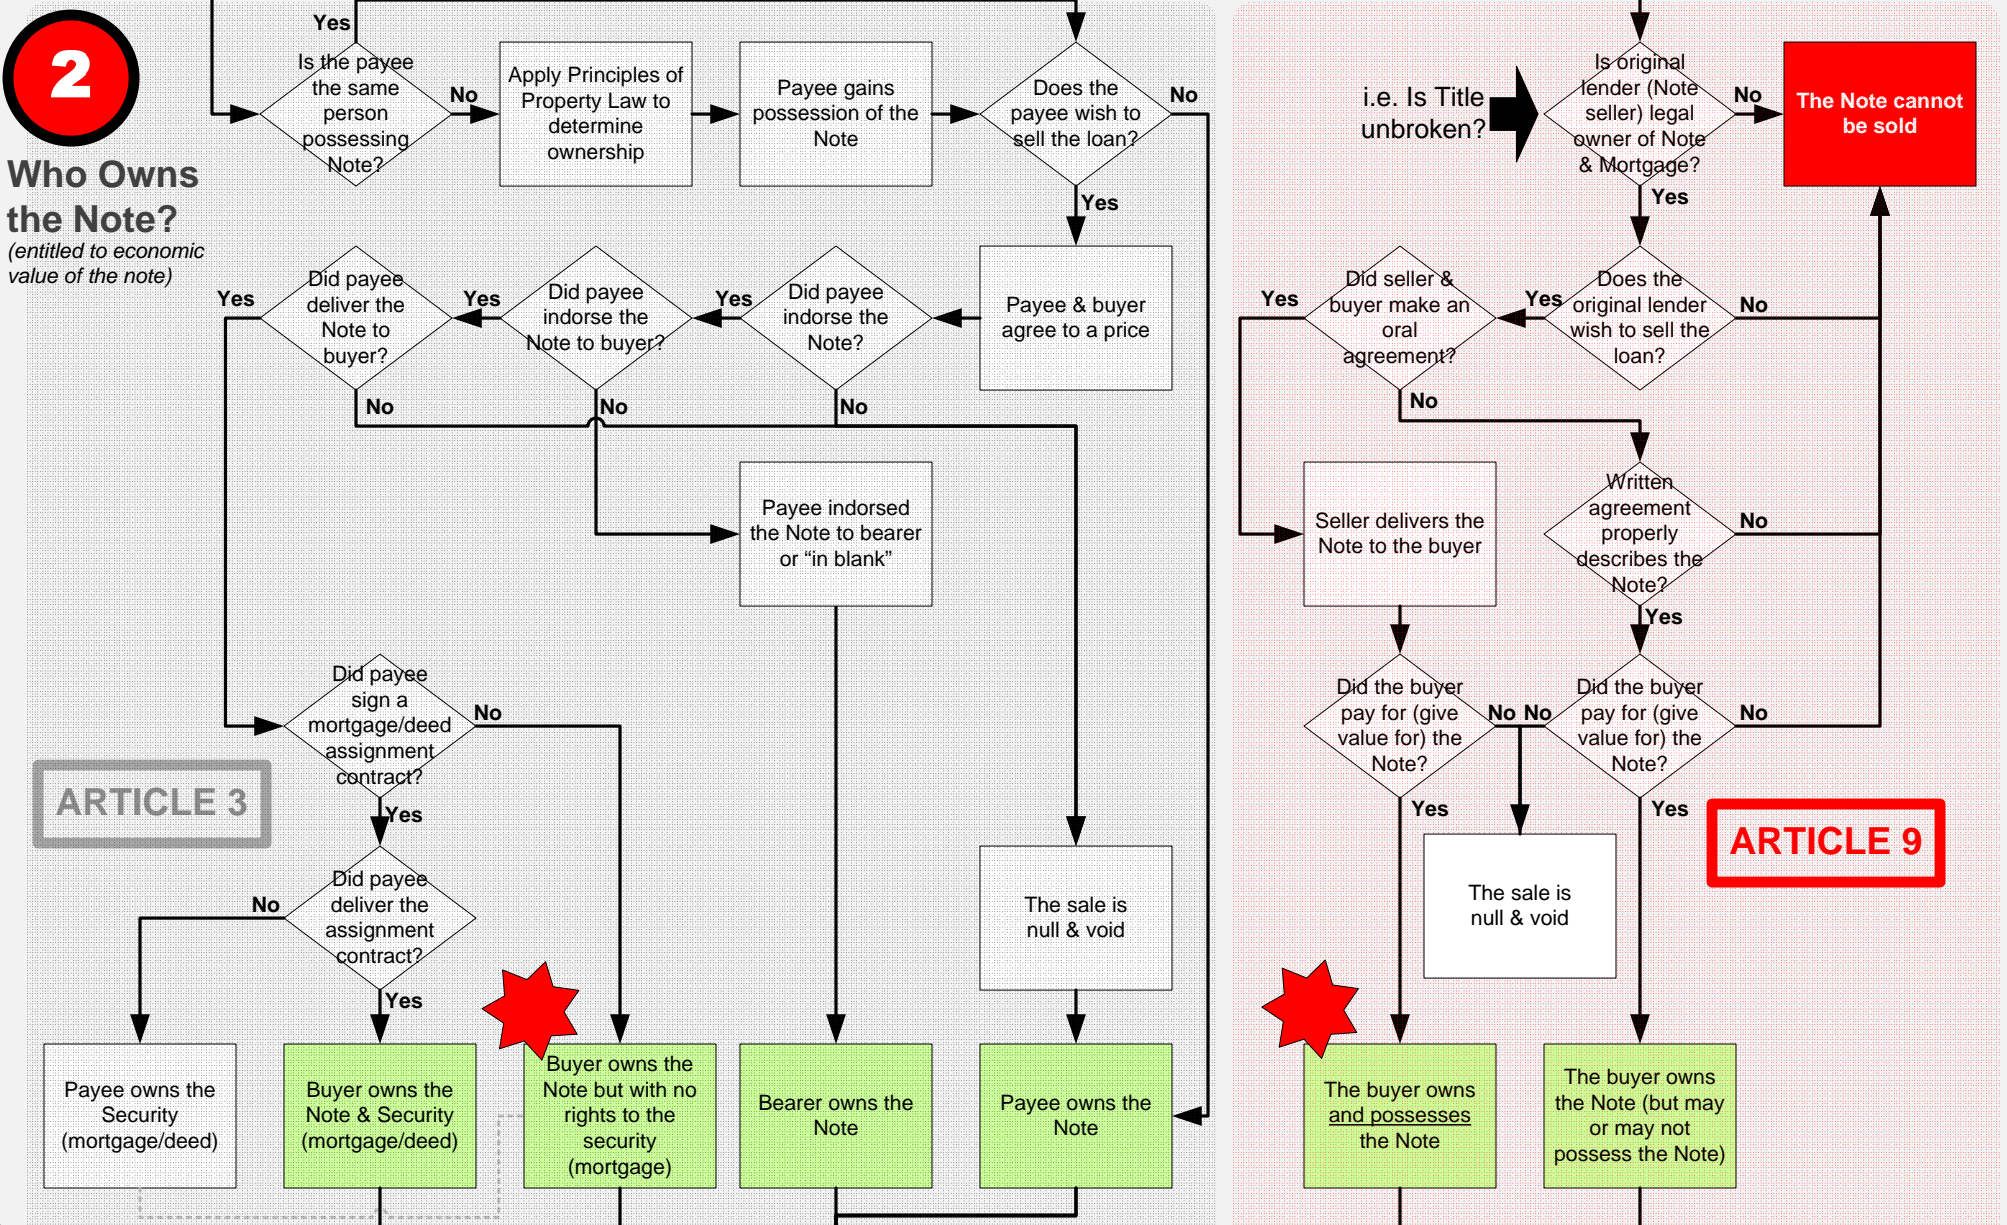 2
Who Owns
the Note?
(entitled to economic
value of the note)
Yes
Is the payee
the same
person
possessing
Note?
No
Apply Principles of
Property Law to
determine
ownership
Payee gains
possession of the
Note
Does the
payee wish to
sell the loan?
No
Yes
Payee & buyer
agree to a price
Did payee
indorse the
Note?
Yes
No
Did payee
indorse the
Note to buyer?
Yes
No
Did payee
deliver the
Note to
buyer?
Yes
No
Payee indorsed
the Note to bearer
or “in blank”
Did payee
sign a
mortgage/deed
assignment
contract?
No
Yes
ARTICLE 3
Did payee
deliver the
assignment
contract?
No
Yes
The sale is
null & void
Payee owns the
Security
(mortgage/deed)
Buyer owns the
Note & Security
(mortgage/deed)
Buyer owns the
Note but with no
rights to the
security
(mortgage)
Bearer owns the
Note
Payee owns the
Note
i.e. Is Title
unbroken?
Is original
lender (Note
seller) legal
owner of Note
& Mortgage?
No
The Note cannot
be sold
Yes
Does the
original lender
wish to sell the
loan?
No
Yes
Did seller &
buyer make an
oral
agreement?
Yes
No
Seller delivers the
Note to the buyer
Written
agreement
properly
describes the
Note?
No
Yes
Did the buyer
pay for (give
value for) the
Note?
No
Yes
Did the buyer
pay for (give
value for) the
Note?
No
No
Yes
ARTICLE 9
The sale is
null & void
The buyer owns
and possesses
the Note
The buyer owns
the Note (but may
or may not
possess the Note)